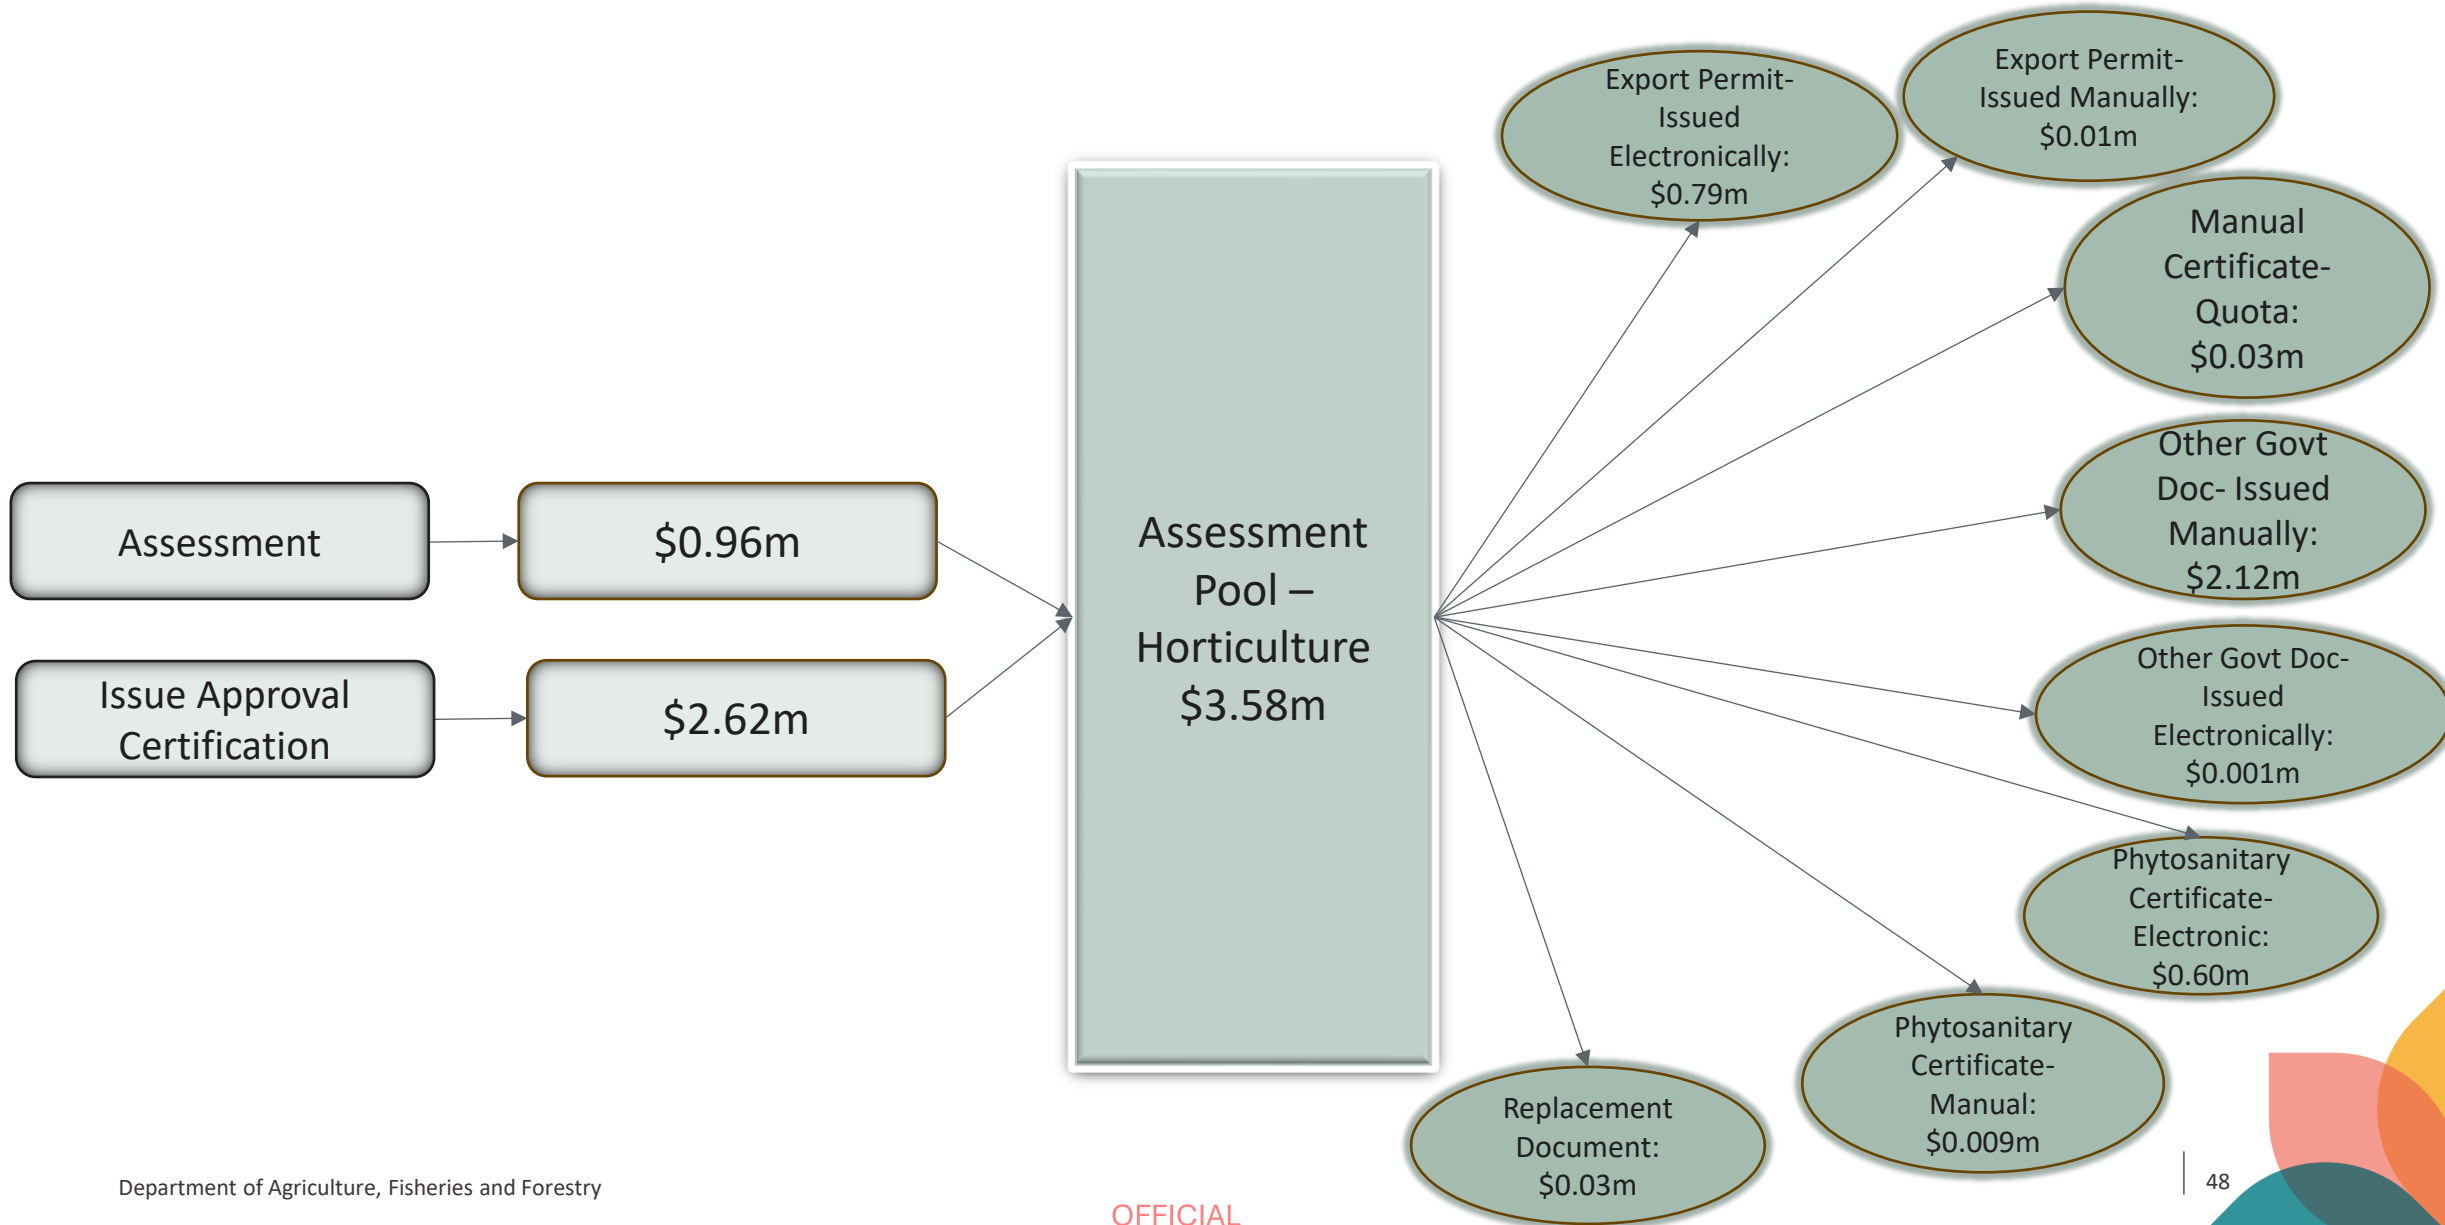 Assessment
$0.96m
Issue Approval
Certification
$2.62m
Assessment
Pool –
Horticulture
$3.58m
Export Permit-
Issued
Electronically:
$0.79m
Export Permit-
Issued Manually:
$0.01m
Manual
Certificate-
Quota:
$0.03m
Other Govt
Doc- Issued
Manually:
$2.12m
Other Govt Doc-
Issued
Electronically:
$0.001m
Phytosanitary
Certificate-
Electronic:
$0.60m
Phytosanitary
Certificate-
Manual:
$0.009m
Replacement
Document:
$0.03m
Department of Agriculture, Fisheries and Forestry
OFFICIAL
48